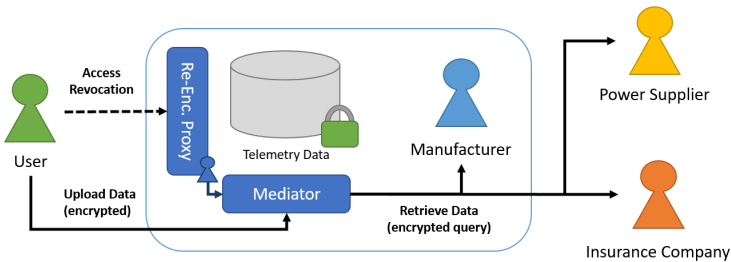 Access
Revocation
Re-Enc. Proxy
Telemetry Data
Manufacturer
Power Supplier
User
Upload Data
(encrypted)
Mediator
Retrieve Data
(encrypted query)
Insurance Company